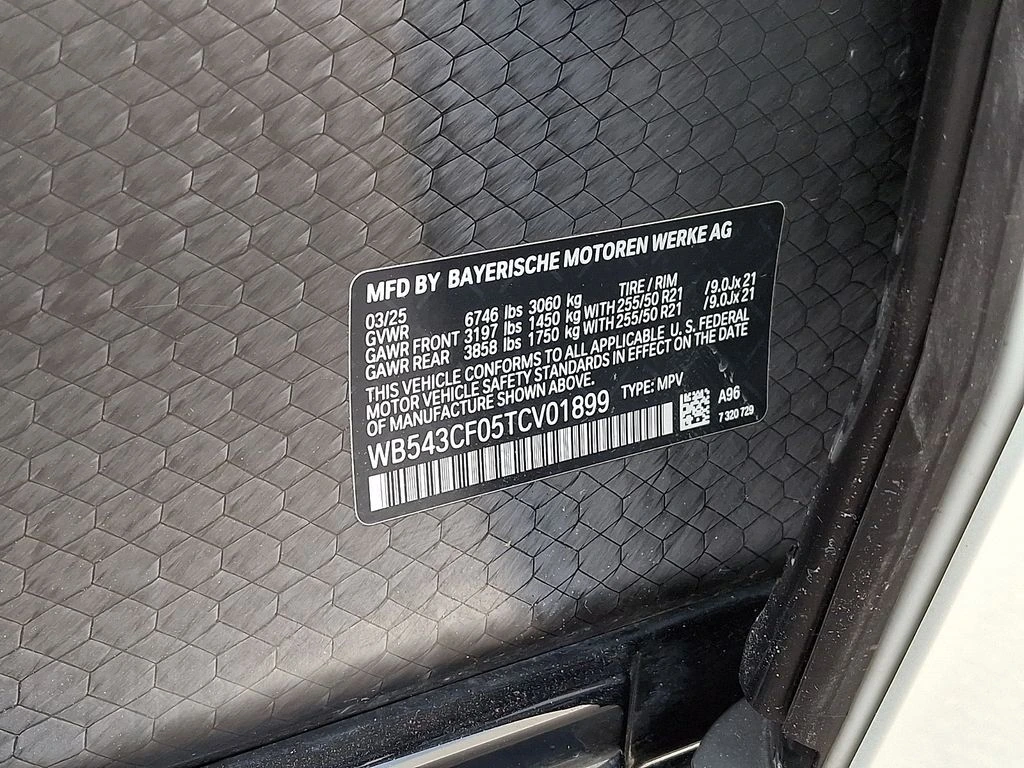 MFD BY BAYERISCHE MOTOREN WERKE AG
03/25 TIRE / RIM
GVWR 6746 lbs 3060 kg
GAWR FRONT 3197 lbs 1450 kg WITH 255/50 R21 /9.0Jx21
GAWR REAR 3858 lbs 1750 kg WITH 255/50 R21 /9.0Jx21
THIS VEHICLE CONFORMS TO ALL APPLICABLE U. S. FEDERAL
MOTOR VEHICLE SAFETY STANDARDS IN EFFECT ON THE DATE
OF MANUFACTURE SHOWN ABOVE.
TYPE: MPV
WB543CF05TCV01899
A96
7 320 729